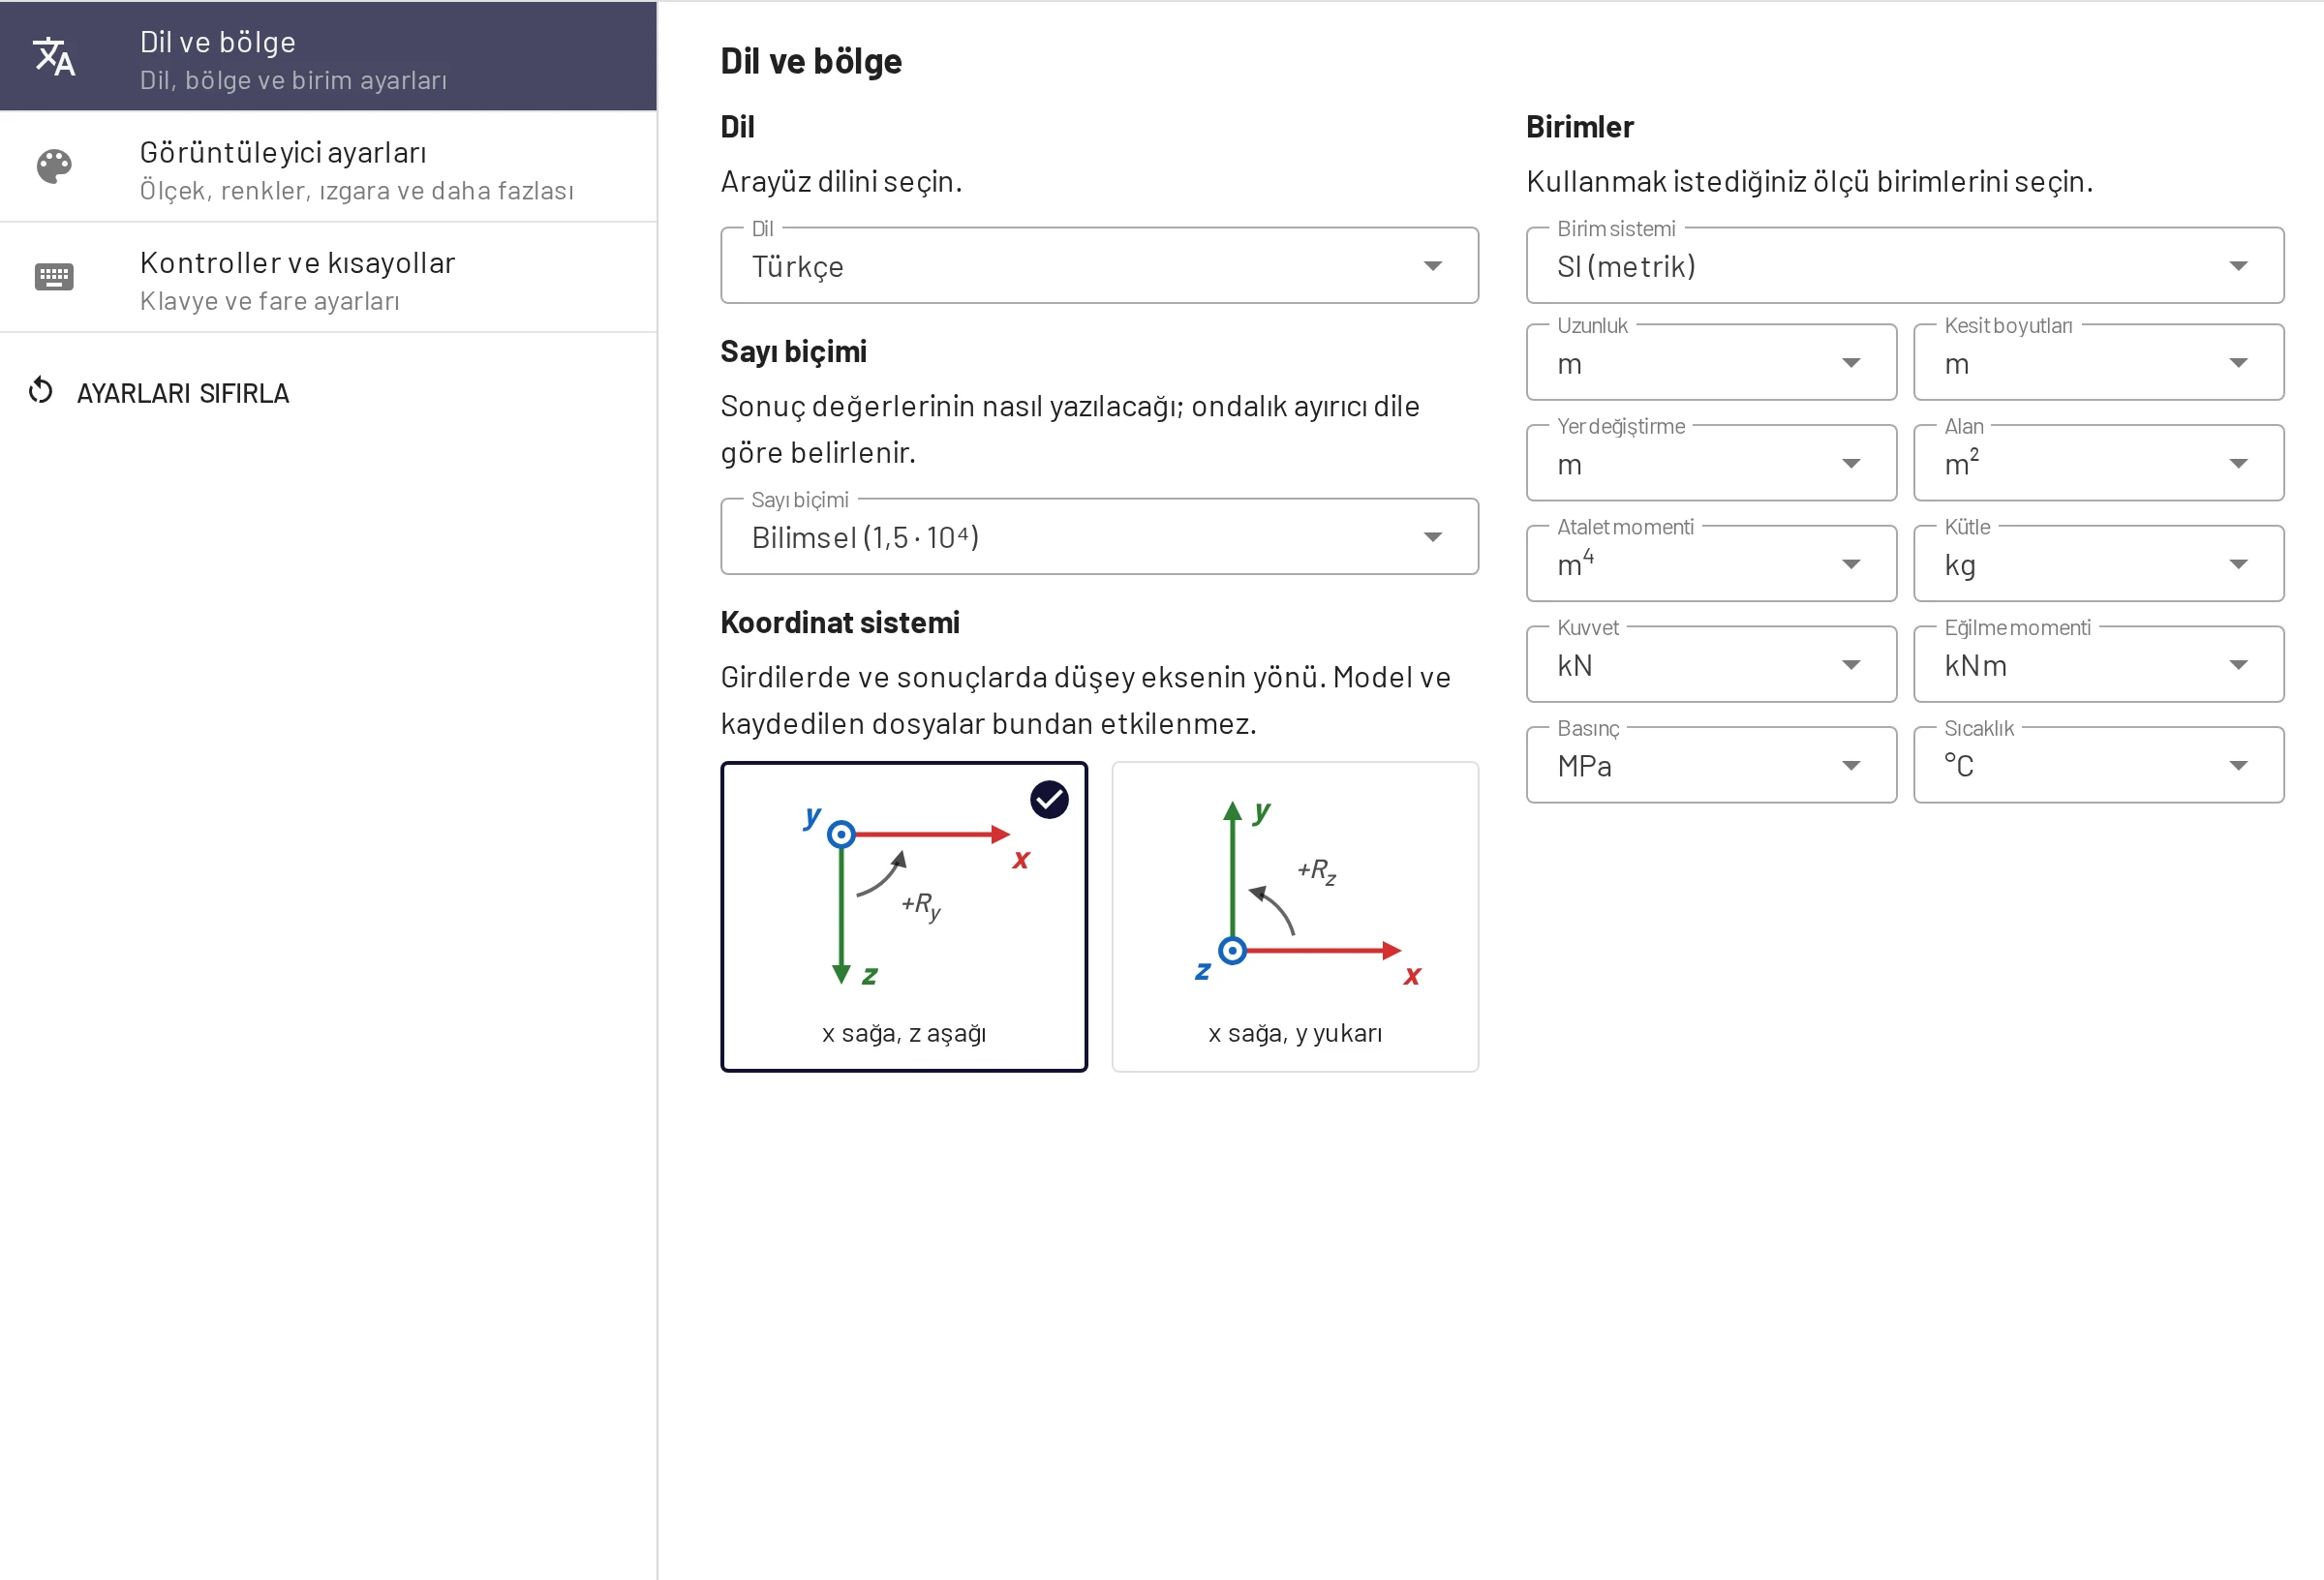 Dil ve bölge
Dil, bölge ve birim ayarları
Görüntüleyici ayarları
Ölçek, renkler, ızgara ve daha fazlası
Kontroller ve kısayollar
Klavye ve fare ayarları
AYARLARI SIFIRLA
Dil ve bölge
Dil
Arayüz dilini seçin.
Dil
Türkçe
Sayı biçimi
Sonuç değerlerinin nasıl yazılacağı; ondalık ayırıcı dile
göre belirlenir.
Sayı biçimi
Bilimsel (1,5 · 10⁴)
Koordinat sistemi
Girdilerde ve sonuçlarda düşey eksenin yönü. Model ve
kaydedilen dosyalar bundan etkilenmez.
y
x
+Ry
z
x sağa, z aşağı
y
+Rz
z
x
x sağa, y yukarı
Birimler
Kullanmak istediğiniz ölçü birimlerini seçin.
Birim sistemi
SI (metrik)
Uzunluk
m
Kesit boyutları
m
Yer değiştirme
m
Alan
m²
Atalet momenti
m⁴
Kütle
kg
Kuvvet
kN
Eğilme momenti
kNm
Basınç
MPa
Sıcaklık
°C